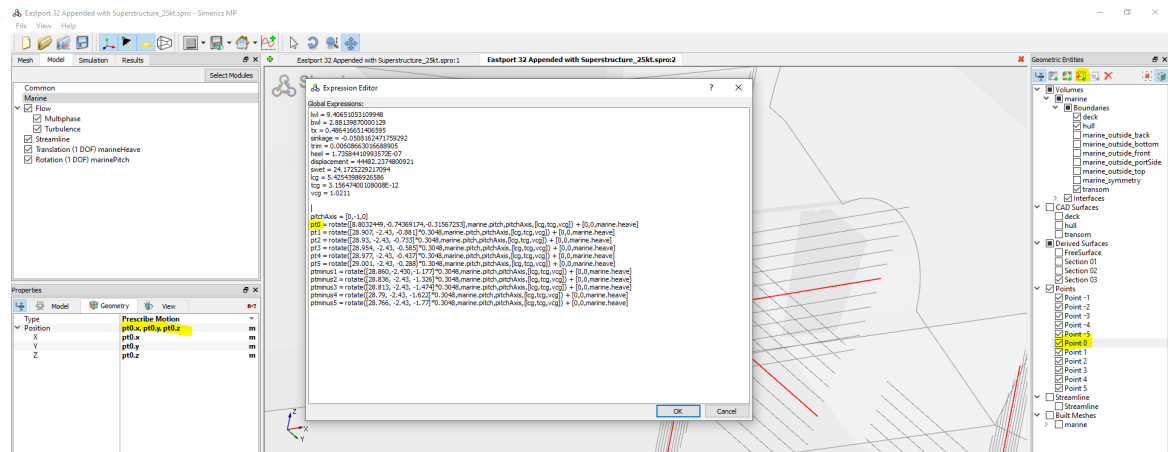 Eastport 32 Appended with Superstructure_25kt.spro - Simerics MP
File View Help
Mesh Model Simulation Results
Eastport 32 Appended with Superstructure_25kt.spro:1
Eastport 32 Appended with Superstructure_25kt.spro:2
Geometric Entities
Select Modules
Common
Marine
Flow
Multiphase
Turbulence
Streamline
Translation (1 DOF) marineHeave
Rotation (1 DOF) marinePitch
Properties
Model Geometry View
Type Prescribe Motion
Position pt0.x, pt0.y, pt0.z m
X pt0.x m
Y pt0.y m
Z pt0.z m
Expression Editor
? X
Global Expressions:
lwl = 9.40651053109948
bwl = 2.88139870000129
tx = 0.486416651406595
sinkage = -0.0508162471759292
trim = 0.00608663016688905
heel = 1.73584410993572E-07
displacement = 44482.2374800921
swet = 24.1725229217094
lcg = 5.42543986926586
tcg = 3.15647400108008E-12
vcg = 1.0211
pitchAxis = [0,-1,0]
pt0 = rotate([8.8032449,-0.74369174,-0.31567253],marine.pitch,pitchAxis,[lcg,tcg,vcg]) + [0,0,marine.heave]
pt1 = rotate([28.907, -2.43, -0.881]*0.3048,marine.pitch,pitchAxis,[lcg,tcg,vcg]) + [0,0,marine.heave]
pt2 = rotate([28.93, -2.43, -0.733]*0.3048,marine.pitch,pitchAxis,[lcg,tcg,vcg]) + [0,0,marine.heave]
pt3 = rotate([28.954, -2.43, -0.585]*0.3048,marine.pitch,pitchAxis,[lcg,tcg,vcg]) + [0,0,marine.heave]
pt4 = rotate([28.977, -2.43, -0.437]*0.3048,marine.pitch,pitchAxis,[lcg,tcg,vcg]) + [0,0,marine.heave]
pt5 = rotate([29.001, -2.43, -0.288]*0.3048,marine.pitch,pitchAxis,[lcg,tcg,vcg]) + [0,0,marine.heave]
ptminus1 = rotate([28.860,-2.430,-1.177]*0.3048,marine.pitch,pitchAxis,[lcg,tcg,vcg]) + [0,0,marine.heave]
ptminus2 = rotate([28.836, -2.43, -1.326]*0.3048,marine.pitch,pitchAxis,[lcg,tcg,vcg]) + [0,0,marine.heave]
ptminus3 = rotate([28.813, -2.43, -1.474]*0.3048,marine.pitch,pitchAxis,[lcg,tcg,vcg]) + [0,0,marine.heave]
ptminus4 = rotate([28.79, -2.43, -1.622]*0.3048,marine.pitch,pitchAxis,[lcg,tcg,vcg]) + [0,0,marine.heave]
ptminus5 = rotate([28.766, -2.43, -1.77]*0.3048,marine.pitch,pitchAxis,[lcg,tcg,vcg]) + [0,0,marine.heave]
OK Cancel
Z
X
Y
Volumes
marine
Boundaries
deck
hull
marine_outside_back
marine_outside_bottom
marine_outside_front
marine_outside_portSide
marine_outside_top
marine_symmetry
transom
Interfaces
CAD Surfaces
deck
hull
transom
Derived Surfaces
FreeSurface
Section 01
Section 02
Section 03
Points
Point -1
Point -2
Point -3
Point -4
Point -5
Point 0
Point 1
Point 2
Point 3
Point 4
Point 5
Streamline
Streamline
Built Meshes
marine